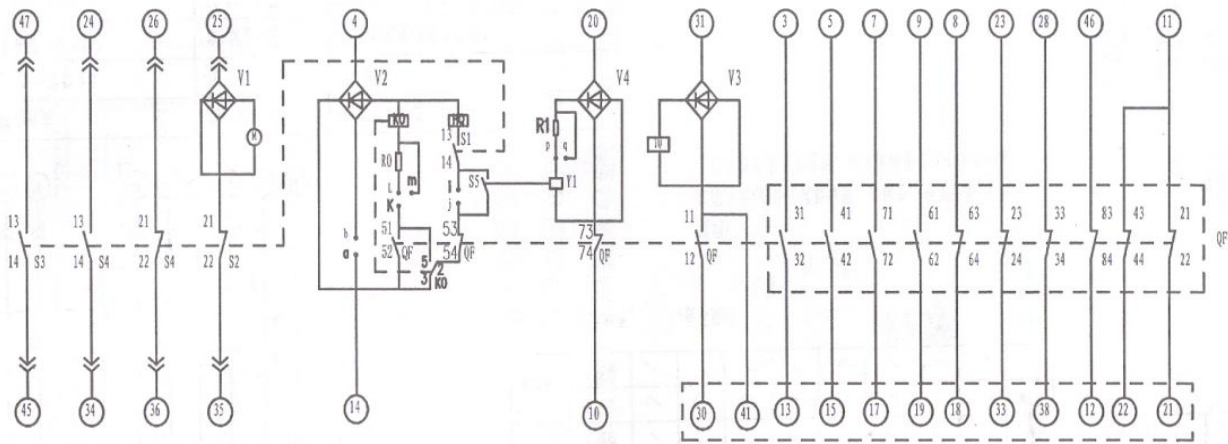 47 24 26 25 4 20 31 3 5 7 9 8 23 28 46 11
V1 V2 V4 V3
M
K0 HQ
R1
13 S1
p q
R0
14
m
S5
Y1
L
j
K
13 13 21 21 b 51 53 73 11 31 41 71 61 63 23 33 83 43 21
QF
14 S3 14 S4 22 S4 22 S2 a 52 QF 54 QF 74 QF 12 QF 32 42 72 62 64 24 34 84 44 22
5
2
3 K0
45 34 36 35 14 10 30 41 13 15 17 19 18 33 38 12 22 21